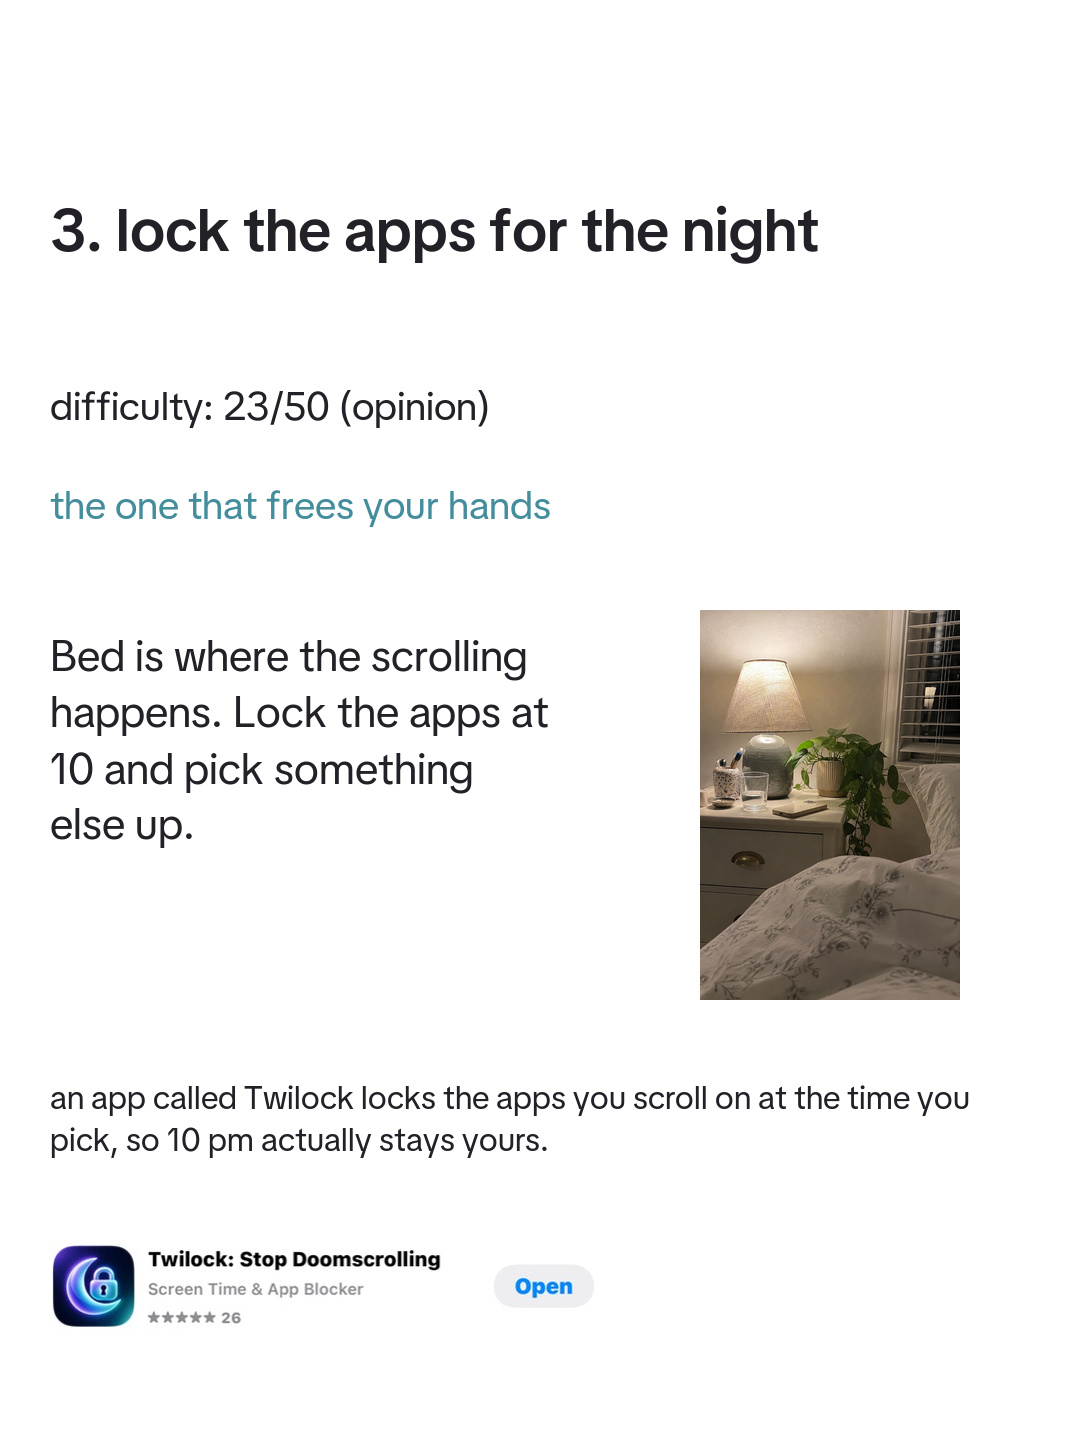 3. lock the apps for the night
difficulty: 23/50 (opinion)
the one that frees your hands
Bed is where the scrolling
happens. Lock the apps at
10 and pick something
else up.
an app called Twilock locks the apps you scroll on at the time you
pick, so 10 pm actually stays yours.
Twilock: Stop Doomscrolling
Screen Time & App Blocker
★★★★★ 26
Open